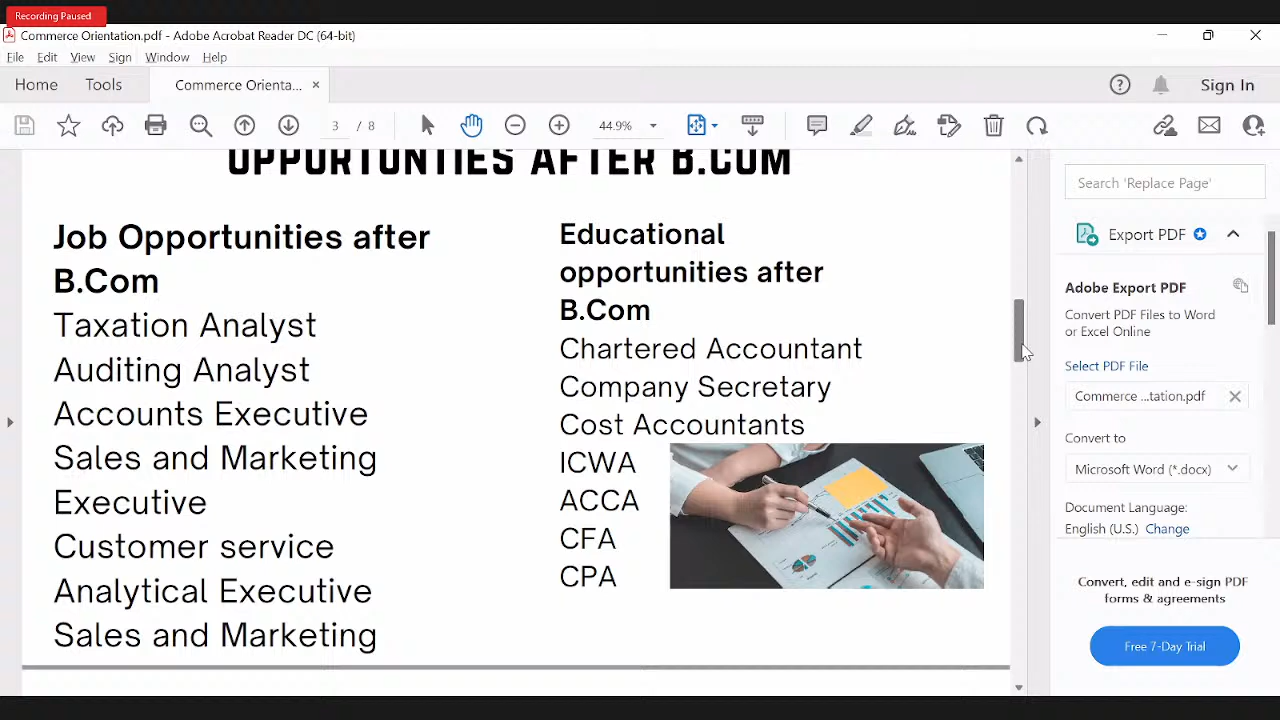 Recording Paused
Commerce Orientation.pdf - Adobe Acrobat Reader DC (64-bit)
File Edit View Sign Window Help
Home Tools Commerce Orienta... ×
Sign In
3 / 8
44.9%
OPPORTUNTIES AFTER B.COM
Job Opportunities after
B.Com
Taxation Analyst
Auditing Analyst
Accounts Executive
Sales and Marketing
Executive
Customer service
Analytical Executive
Sales and Marketing
Educational
opportunities after
B.Com
Chartered Accountant
Company Secretary
Cost Accountants
ICWA
ACCA
CFA
CPA
Search 'Replace Page'
Export PDF
Adobe Export PDF
Convert PDF Files to Word
or Excel Online
Select PDF File
Commerce ...tation.pdf
Convert to
Microsoft Word (*.docx)
Document Language:
English (U.S.) Change
Convert, edit and e-sign PDF
forms & agreements
Free 7-Day Trial